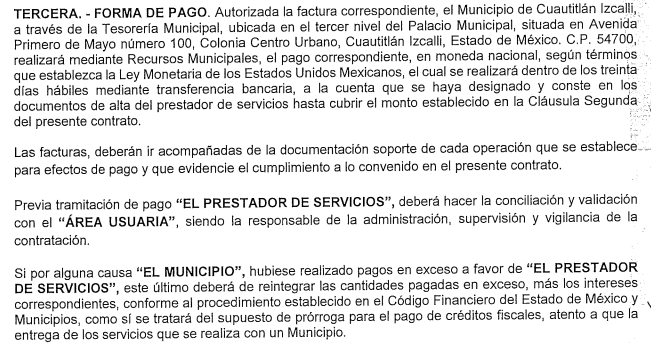 TERCERA. - FORMA DE PAGO. Autorizada la factura correspondiente, el Municipio de Cuautitlán Izcalli,
a través de la Tesorería Municipal, ubicada en el tercer nivel del Palacio Municipal, situada en Avenida
Primero de Mayo número 100, Colonia Centro Urbano, Cuautitlán Izcalli, Estado de México. C.P. 54700,
realizará mediante Recursos Municipales, el pago correspondiente, en moneda nacional, según términos
que establezca la Ley Monetaria de los Estados Unidos Mexicanos, el cual se realizará dentro de los treinta
días hábiles mediante transferencia bancaria, a la cuenta que se haya designado y conste en los
documentos de alta del prestador de servicios hasta cubrir el monto establecido en la Cláusula Segunda
del presente contrato.
Las facturas, deberán ir acompañadas de la documentación soporte de cada operación que se establece
para efectos de pago y que evidencie el cumplimiento a lo convenido en el presente contrato.
Previa tramitación de pago "EL PRESTADOR DE SERVICIOS", deberá hacer la conciliación y validación
con el "ÁREA USUARIA", siendo la responsable de la administración, supervisión y vigilancia de la
contratación.
Si por alguna causa "EL MUNICIPIO", hubiese realizado pagos en exceso a favor de "EL PRESTADOR
DE SERVICIOS", este último deberá de reintegrar las cantidades pagadas en exceso, más los intereses
correspondientes, conforme al procedimiento establecido en el Código Financiero del Estado de México y
Municipios, como sí se tratará del supuesto de prórroga para el pago de créditos fiscales, atento a que la
entrega de los servicios que se realiza con un Municipio.